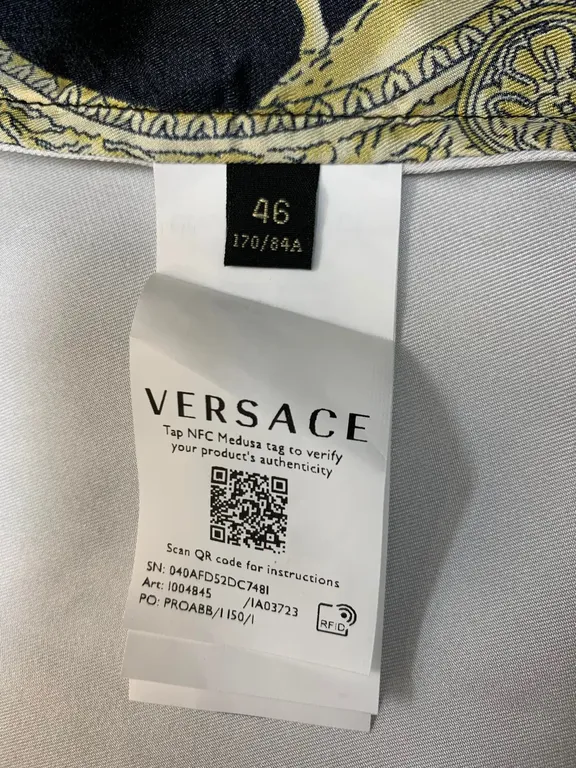 46
170/84A
VERSACE
Tap NFC Medusa tag to verify
your product's authenticity
Scan QR code for instructions
SN: 040AFD52DC7481
Art: 1004845 /1A03723
PO: PROABB/1150/1
RFID